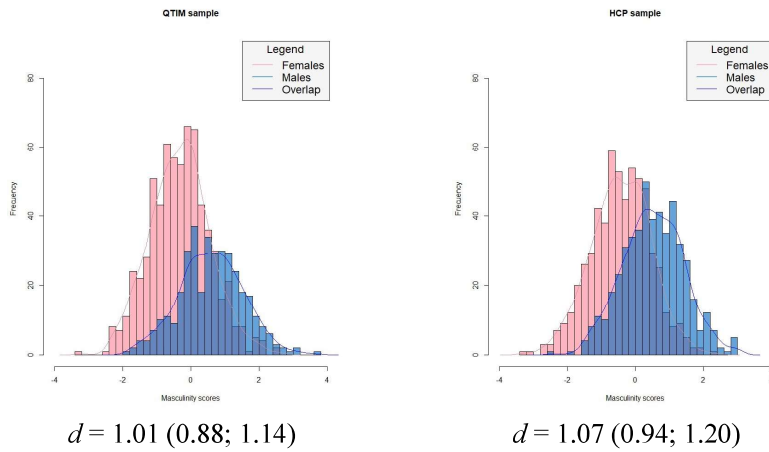 QTIM sample
Legend
Females
Males
Overlap
80
60
40
20
0
Frequency
-4
-2
0
2
4
Masculinity scores
d = 1.01 (0.88; 1.14)
HCP sample
Legend
Females
Males
Overlap
80
60
40
20
0
Frequency
-4
-2
0
2
Masculinity scores
d = 1.07 (0.94; 1.20)